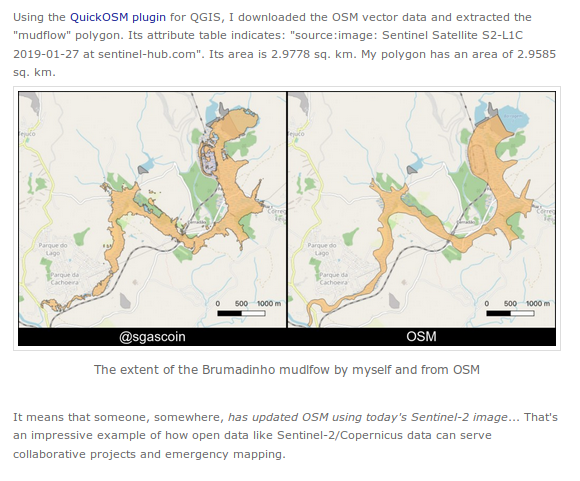 Using the QuickOSM plugin for QGIS, I downloaded the OSM vector data and extracted the
"mudflow" polygon. Its attribute table indicates: "source:image: Sentinel Satellite S2-L1C
2019-01-27 at sentinel-hub.com". Its area is 2.9778 sq. km. My polygon has an area of 2.9585
sq. km.
Parque do
Lago
Parque da
Cachoeira
0 500 1000 m
@sgascoin
Parque do
Lago
Parque da
Cachoeira
0 500 1000 m
OSM
The extent of the Brumadinho mudlfow by myself and from OSM
It means that someone, somewhere, has updated OSM using today's Sentinel-2 image... That's
an impressive example of how open data like Sentinel-2/Copernicus data can serve
collaborative projects and emergency mapping.